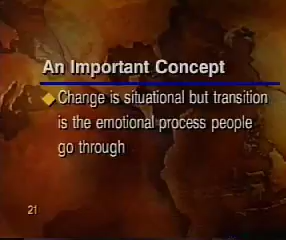 An Important Concept
Change is situational but transition
is the emotional process people
go through
21